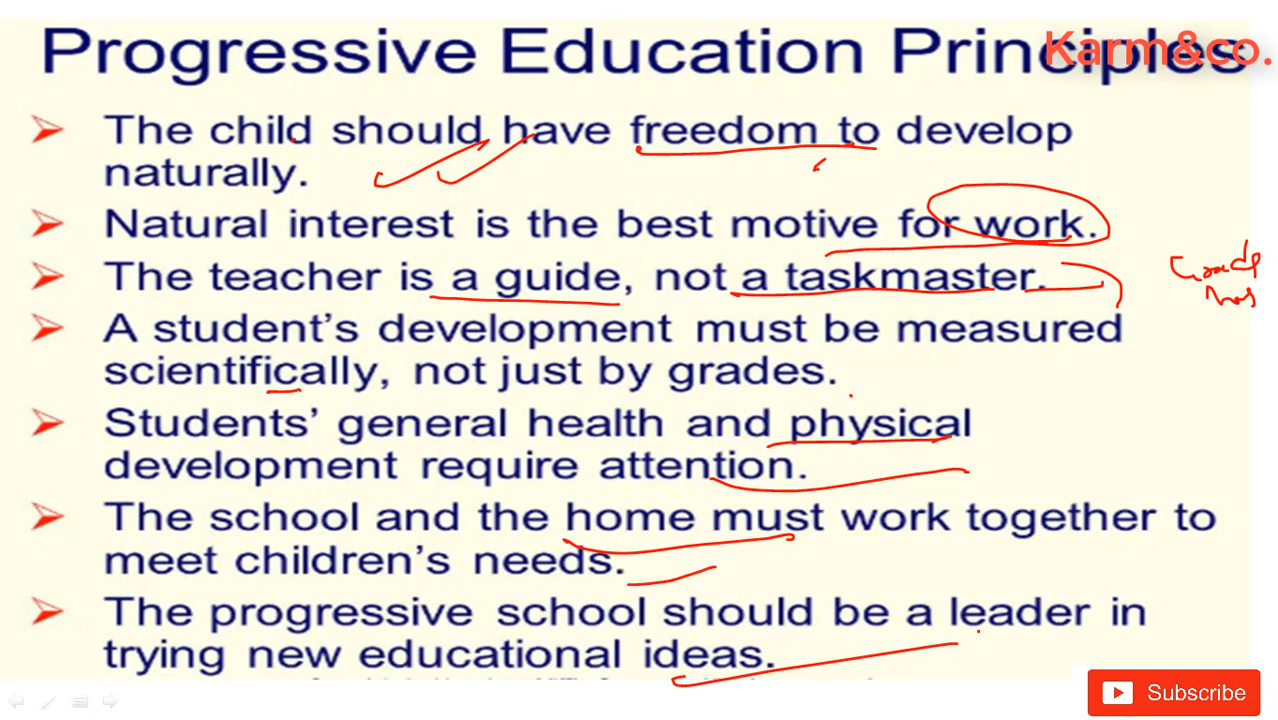 Progressive Education Principles
Karm&co.
The child should have freedom to develop
naturally.
Natural interest is the best motive for work.
The teacher is a guide, not a taskmaster.
A student's development must be measured
scientifically, not just by grades.
Students' general health and physical
development require attention.
The school and the home must work together to
meet children's needs.
The progressive school should be a leader in
trying new educational ideas.
Subscribe